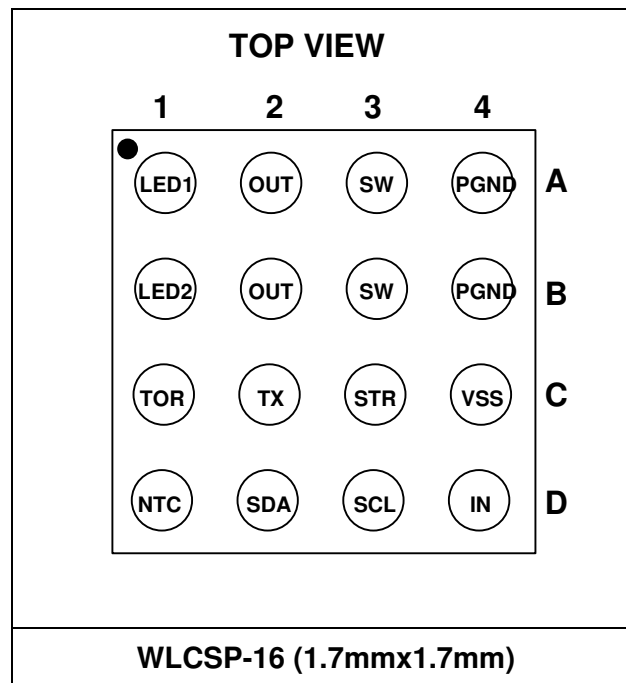 TOP VIEW
1 2 3 4
LED1 OUT SW PGND A
LED2 OUT SW PGND B
TOR TX STR VSS C
NTC SDA SCL IN D
WLCSP-16 (1.7mmx1.7mm)